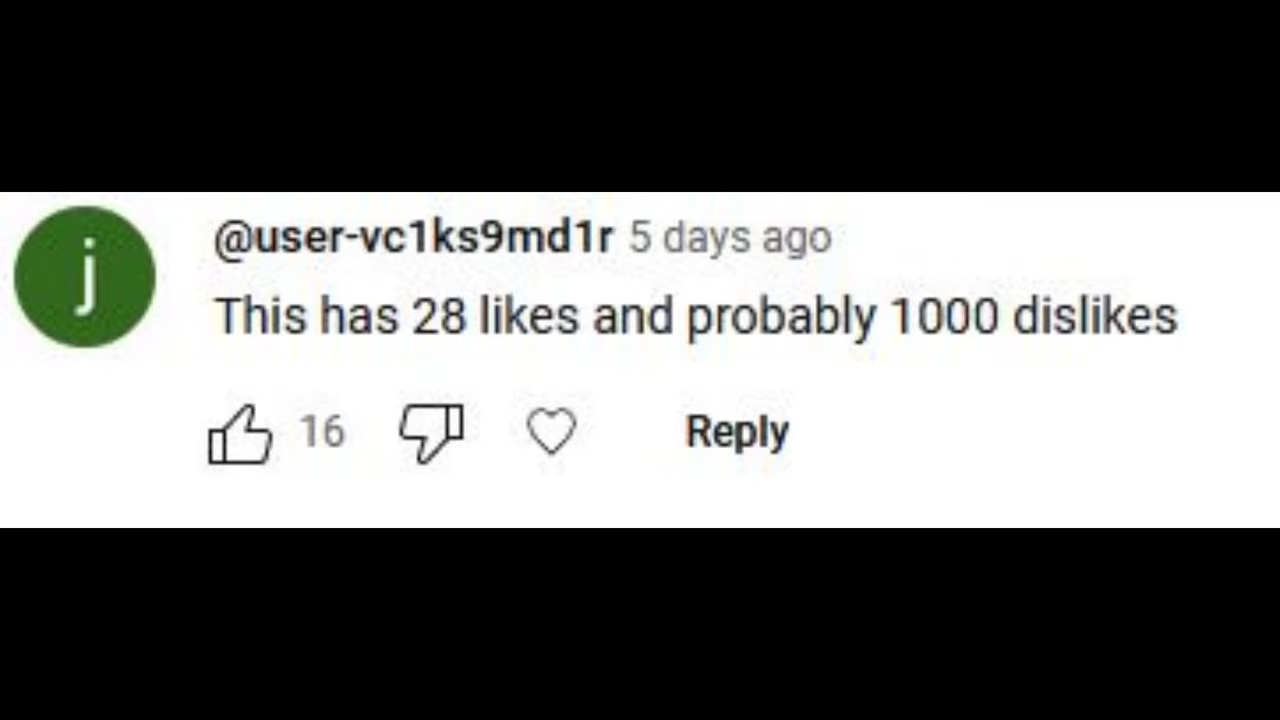 j
@user-vc1ks9md1r 5 days ago
This has 28 likes and probably 1000 dislikes
16 Reply